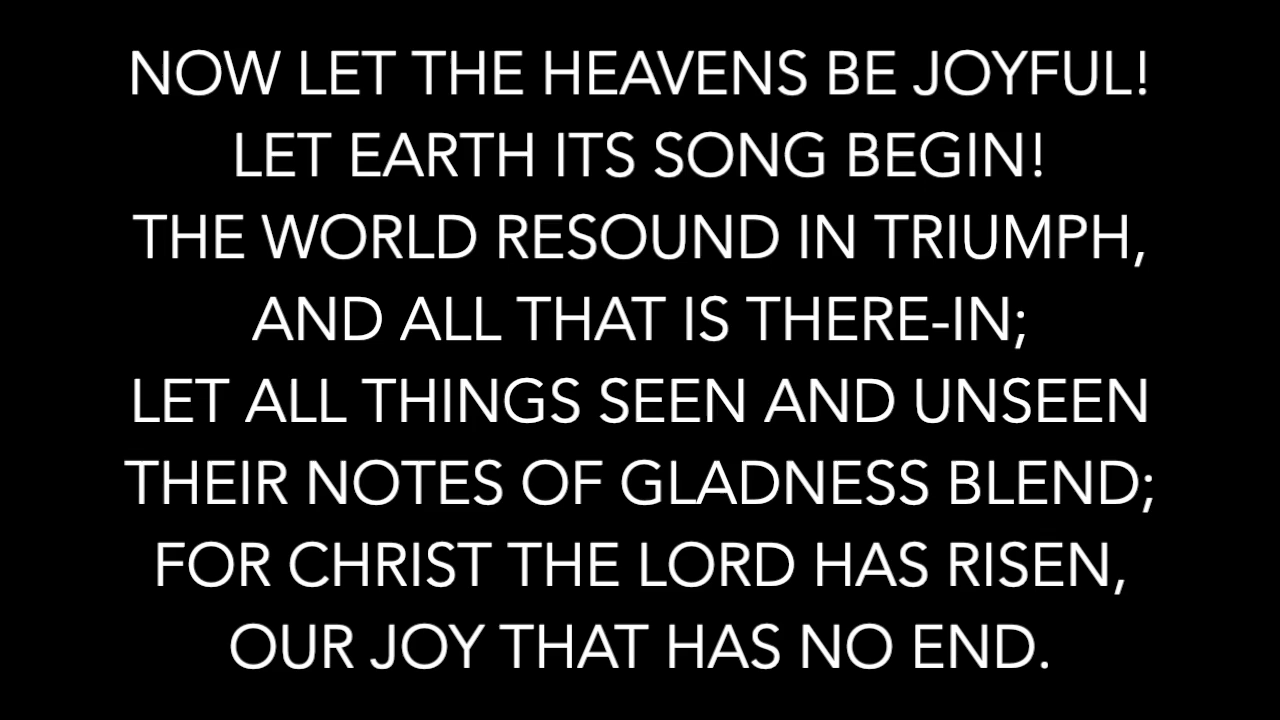 NOW LET THE HEAVENS BE JOYFUL!
LET EARTH ITS SONG BEGIN!
THE WORLD RESOUND IN TRIUMPH,
AND ALL THAT IS THERE-IN;
LET ALL THINGS SEEN AND UNSEEN
THEIR NOTES OF GLADNESS BLEND;
FOR CHRIST THE LORD HAS RISEN,
OUR JOY THAT HAS NO END.